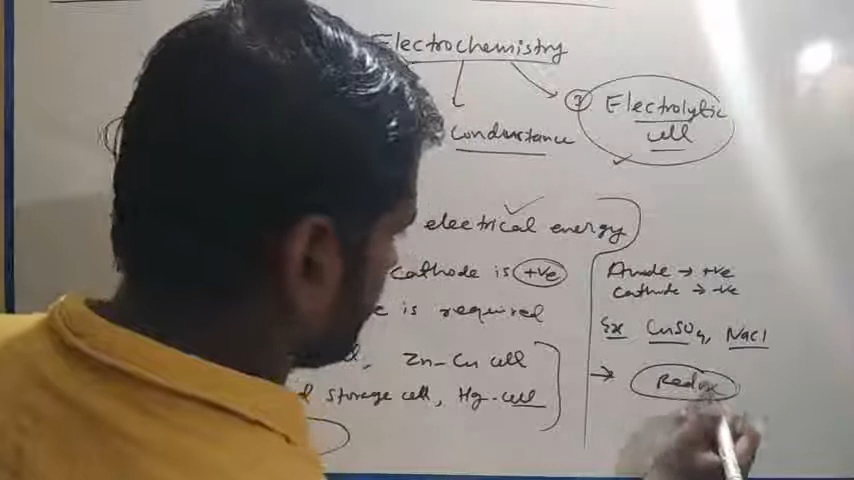 Electrochemistry
Conductance
③ Electrolytic
cell
electrical energy
cathode is +ve
is required
Zn-Cu cell
storage cell, Hg-cell
Anode → +ve
Cathode → -ve
Ex CuSO4, NaCl
→ Redox